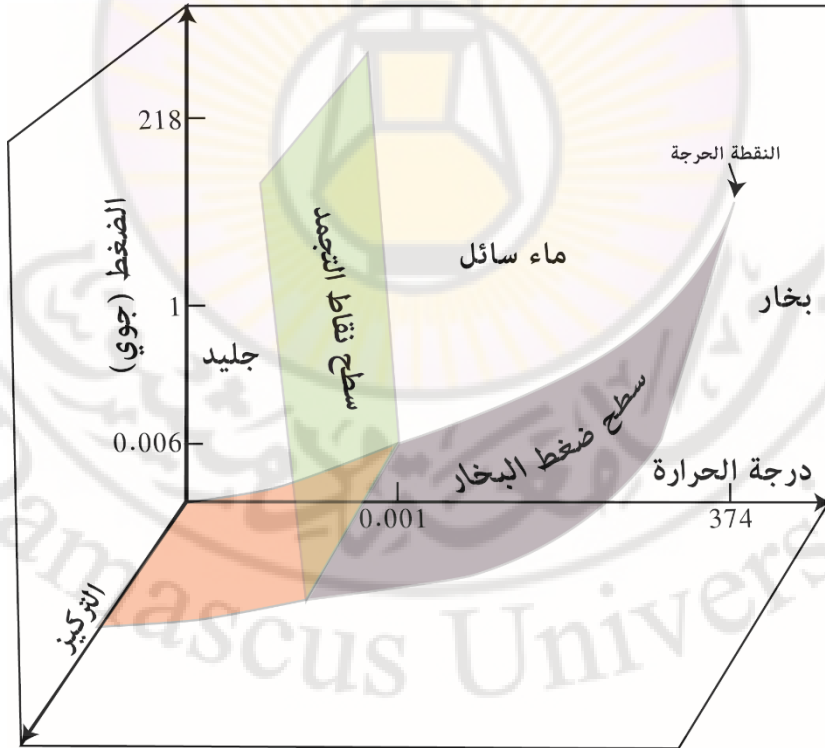 218
النقطة الحرجة
الضغط (جوي)
سطح نقاط التجمد
ماء سائل
1
بخار
جليد
سطح ضغط البخار
0.006
درجة الحرارة
0.001
374
التركيز
Damascus Univers